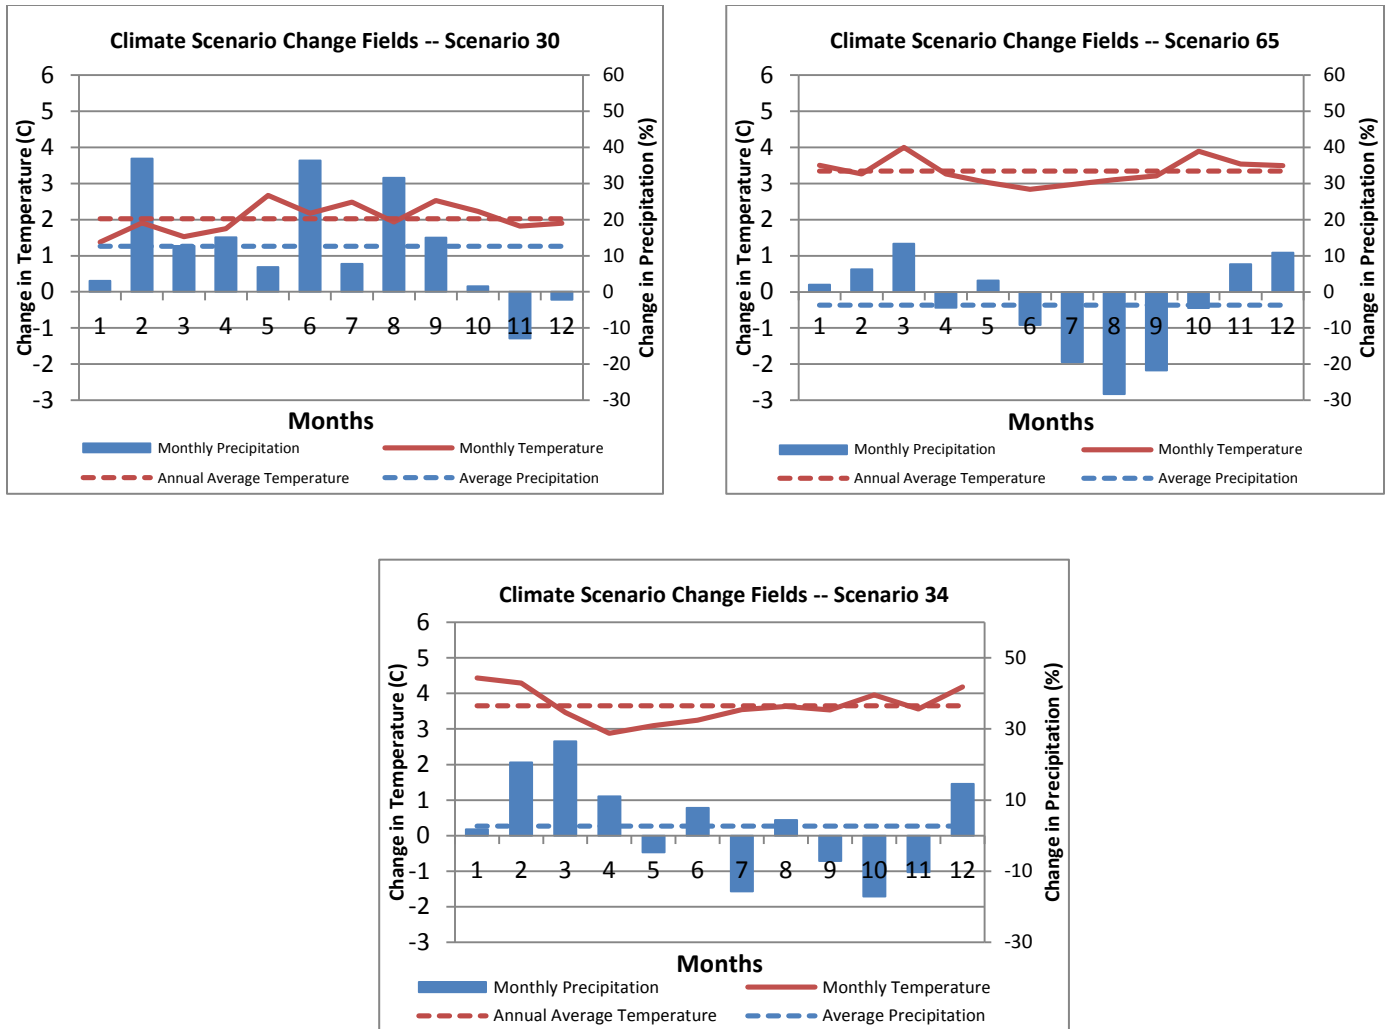 Climate Scenario Change Fields -- Scenario 30
Change in Temperature (C)
6
5
4
3
2
1
0
-1
-2
-3
60
50
40
30
20
10
0
-10
-20
-30
Change in Precipitation (%)
1 2 3 4 5 6 7 8 9 10 11 12
Months
Monthly Precipitation Monthly Temperature
Annual Average Temperature Average Precipitation
Climate Scenario Change Fields -- Scenario 65
Change in Temperature (C)
6
5
4
3
2
1
0
-1
-2
-3
60
50
40
30
20
10
0
-10
-20
-30
Change in Precipitation (%)
1 2 3 4 5 6 7 8 9 10 11 12
Months
Monthly Precipitation Monthly Temperature
Annual Average Temperature Average Precipitation
Climate Scenario Change Fields -- Scenario 34
Change in Temperature (C)
6
5
4
3
2
1
0
-1
-2
-3
50
30
10
-10
-30
Change in Precipitation (%)
1 2 3 4 5 6 7 8 9 10 11 12
Months
Monthly Precipitation Monthly Temperature
Annual Average Temperature Average Precipitation